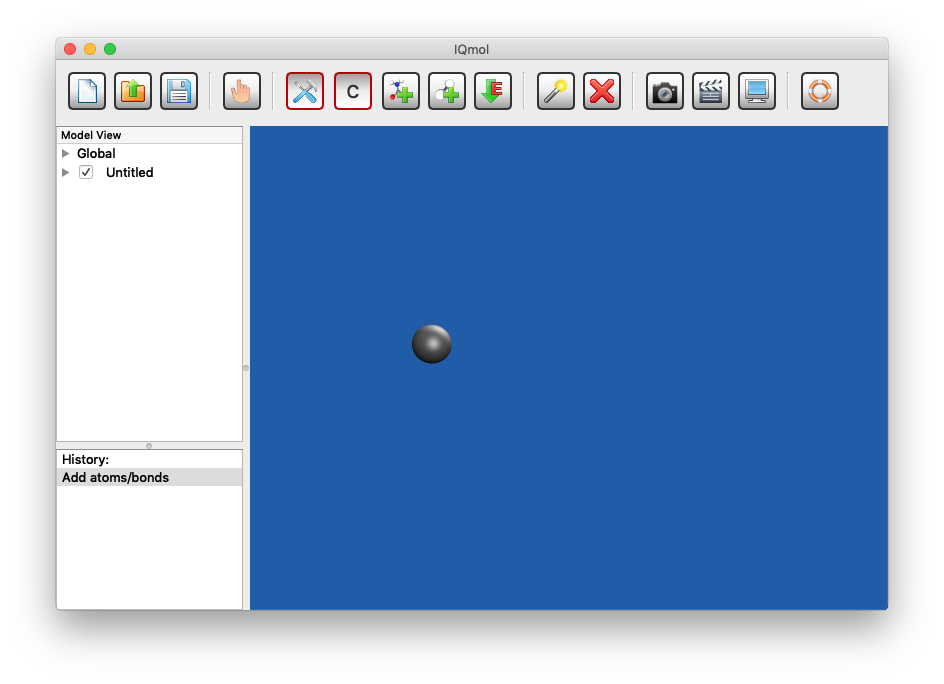 IQmol
C
E
Model View
Global
Untitled
History:
Add atoms/bonds